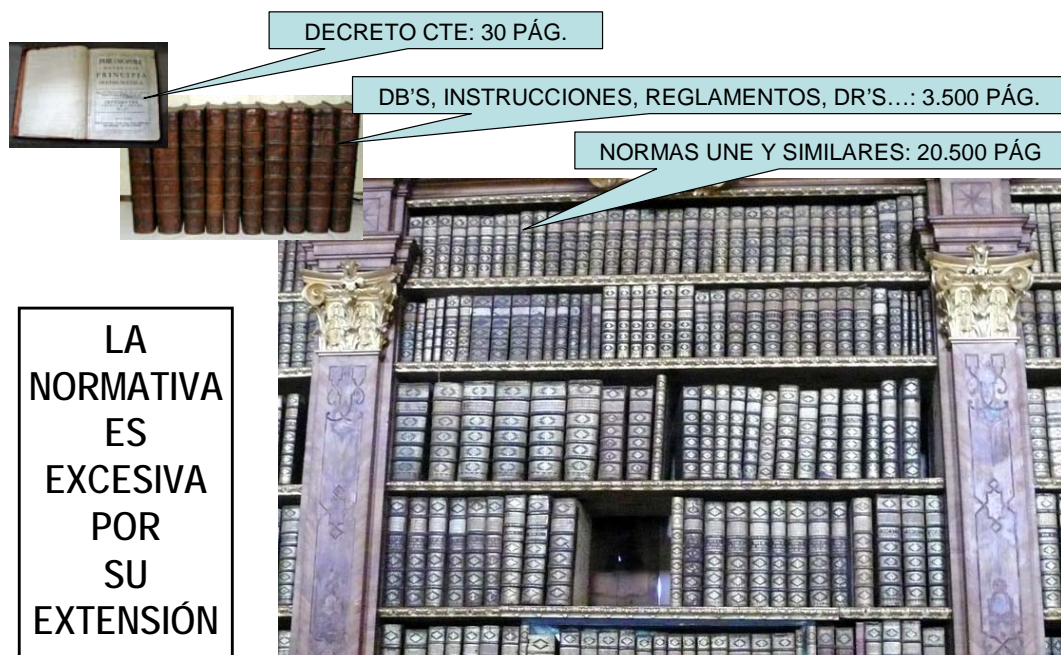 DECRETO CTE: 30 PÁG.
DB'S, INSTRUCCIONES, REGLAMENTOS, DR'S…: 3.500 PÁG.
NORMAS UNE Y SIMILARES: 20.500 PÁG
PRINCIPIA
LA
NORMATIVA
ES
EXCESIVA
POR
SU
EXTENSIÓN